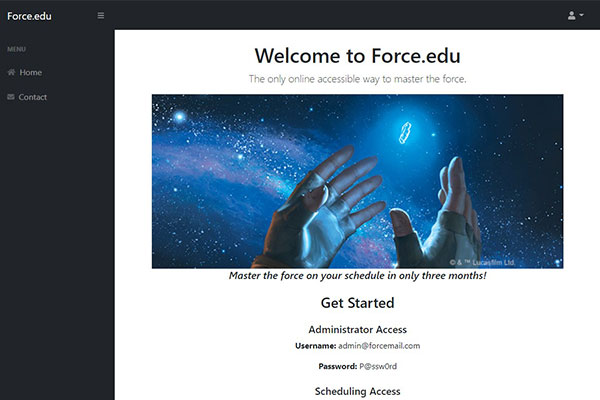 Force.edu
MENU
Home
Contact
Welcome to Force.edu
The only online accessible way to master the force.
© & ™ Lucasfilm Ltd.
Master the force on your schedule in only three months!
Get Started
Administrator Access
Username: admin@forcemail.com
Password: P@ssw0rd
Scheduling Access